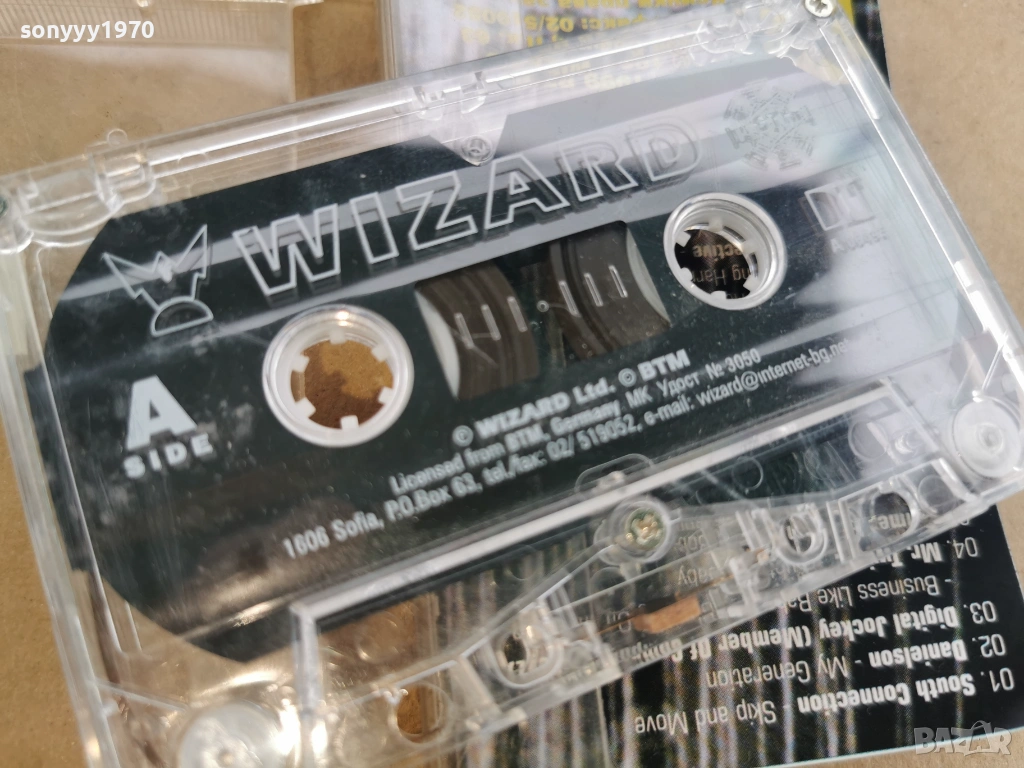 sonyyy1970
WIZARD
A
SIDE
© WIZARD Ltd. © BTM
Licensed from BTM, Germany, МК Удост № 3050
1606 Sofia, P.O.Box 63, tel./fax: 02/ 519052, e-mail: wizard@internet-bg.net
01. South Connection - Skip and Move
02. Danielson - My Generation
03. Digital Jockey (Member Of
- Business Like
04. Mr.
BAZAR